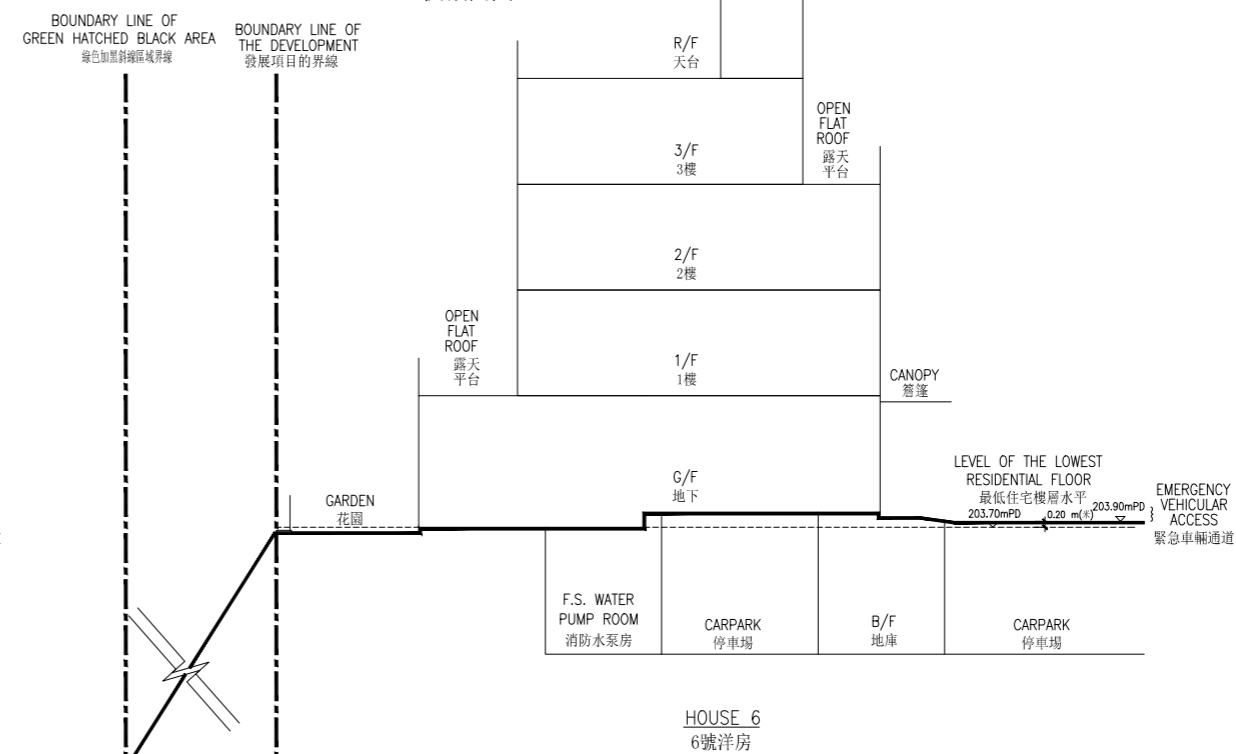 BOUNDARY LINE OF
GREEN HATCHED BLACK AREA
綠色加黑斜線區域界線
BOUNDARY LINE OF
THE DEVELOPMENT
發展項目的界線
R/F
天台
OPEN
FLAT
ROOF
露天
平台
3/F
3樓
2/F
2樓
OPEN
FLAT
ROOF
露天
平台
1/F
1樓
CANOPY
簷篷
G/F
地下
GARDEN
花園
LEVEL OF THE LOWEST
RESIDENTIAL FLOOR
最低住宅樓層水平
203.70mPD
0.20 m(米)
203.90mPD
EMERGENCY
VEHICULAR
ACCESS
緊急車輛通道
F.S. WATER
PUMP ROOM
消防水泵房
CARPARK
停車場
B/F
地庫
CARPARK
停車場
HOUSE 6
6號洋房